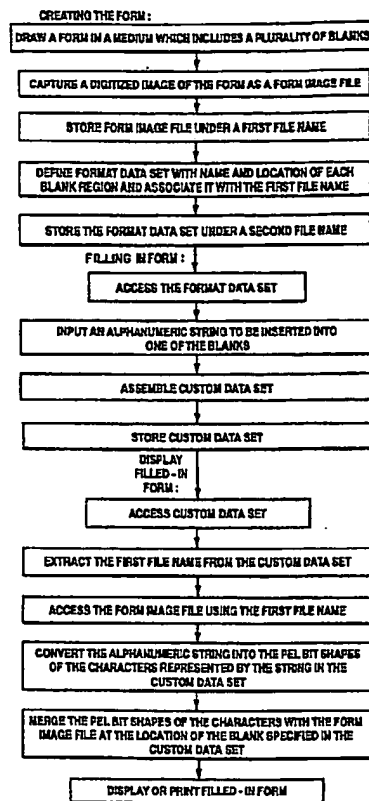 CREATING THE FORM:
DRAW A FORM IN A MEDIUM WHICH INCLUDES A PLURALITY OF BLANKS
CAPTURE A DIGITIZED IMAGE OF THE FORM AS A FORM IMAGE FILE
STORE FORM IMAGE FILE UNDER A FIRST FILE NAME
DEFINE FORMAT DATA SET WITH NAME AND LOCATION OF EACH
BLANK REGION AND ASSOCIATE IT WITH THE FIRST FILE NAME
STORE THE FORMAT DATA SET UNDER A SECOND FILE NAME
FILLING IN FORM:
ACCESS THE FORMAT DATA SET
INPUT AN ALPHANUMERIC STRING TO BE INSERTED INTO
ONE OF THE BLANKS
ASSEMBLE CUSTOM DATA SET
STORE CUSTOM DATA SET
DISPLAY
FILLED-IN
FORM:
ACCESS CUSTOM DATA SET
EXTRACT THE FIRST FILE NAME FROM THE CUSTOM DATA SET
ACCESS THE FORM IMAGE FILE USING THE FIRST FILE NAME
CONVERT THE ALPHANUMERIC STRING INTO THE PEL BIT SHAPES
OF THE CHARACTERS REPRESENTED BY THE STRING IN THE
CUSTOM DATA SET
MERGE THE PEL BIT SHAPES OF THE CHARACTERS WITH THE FORM
IMAGE FILE AT THE LOCATION OF THE BLANK SPECIFIED IN THE
CUSTOM DATA SET
DISPLAY OR PRINT FILLED-IN FORM